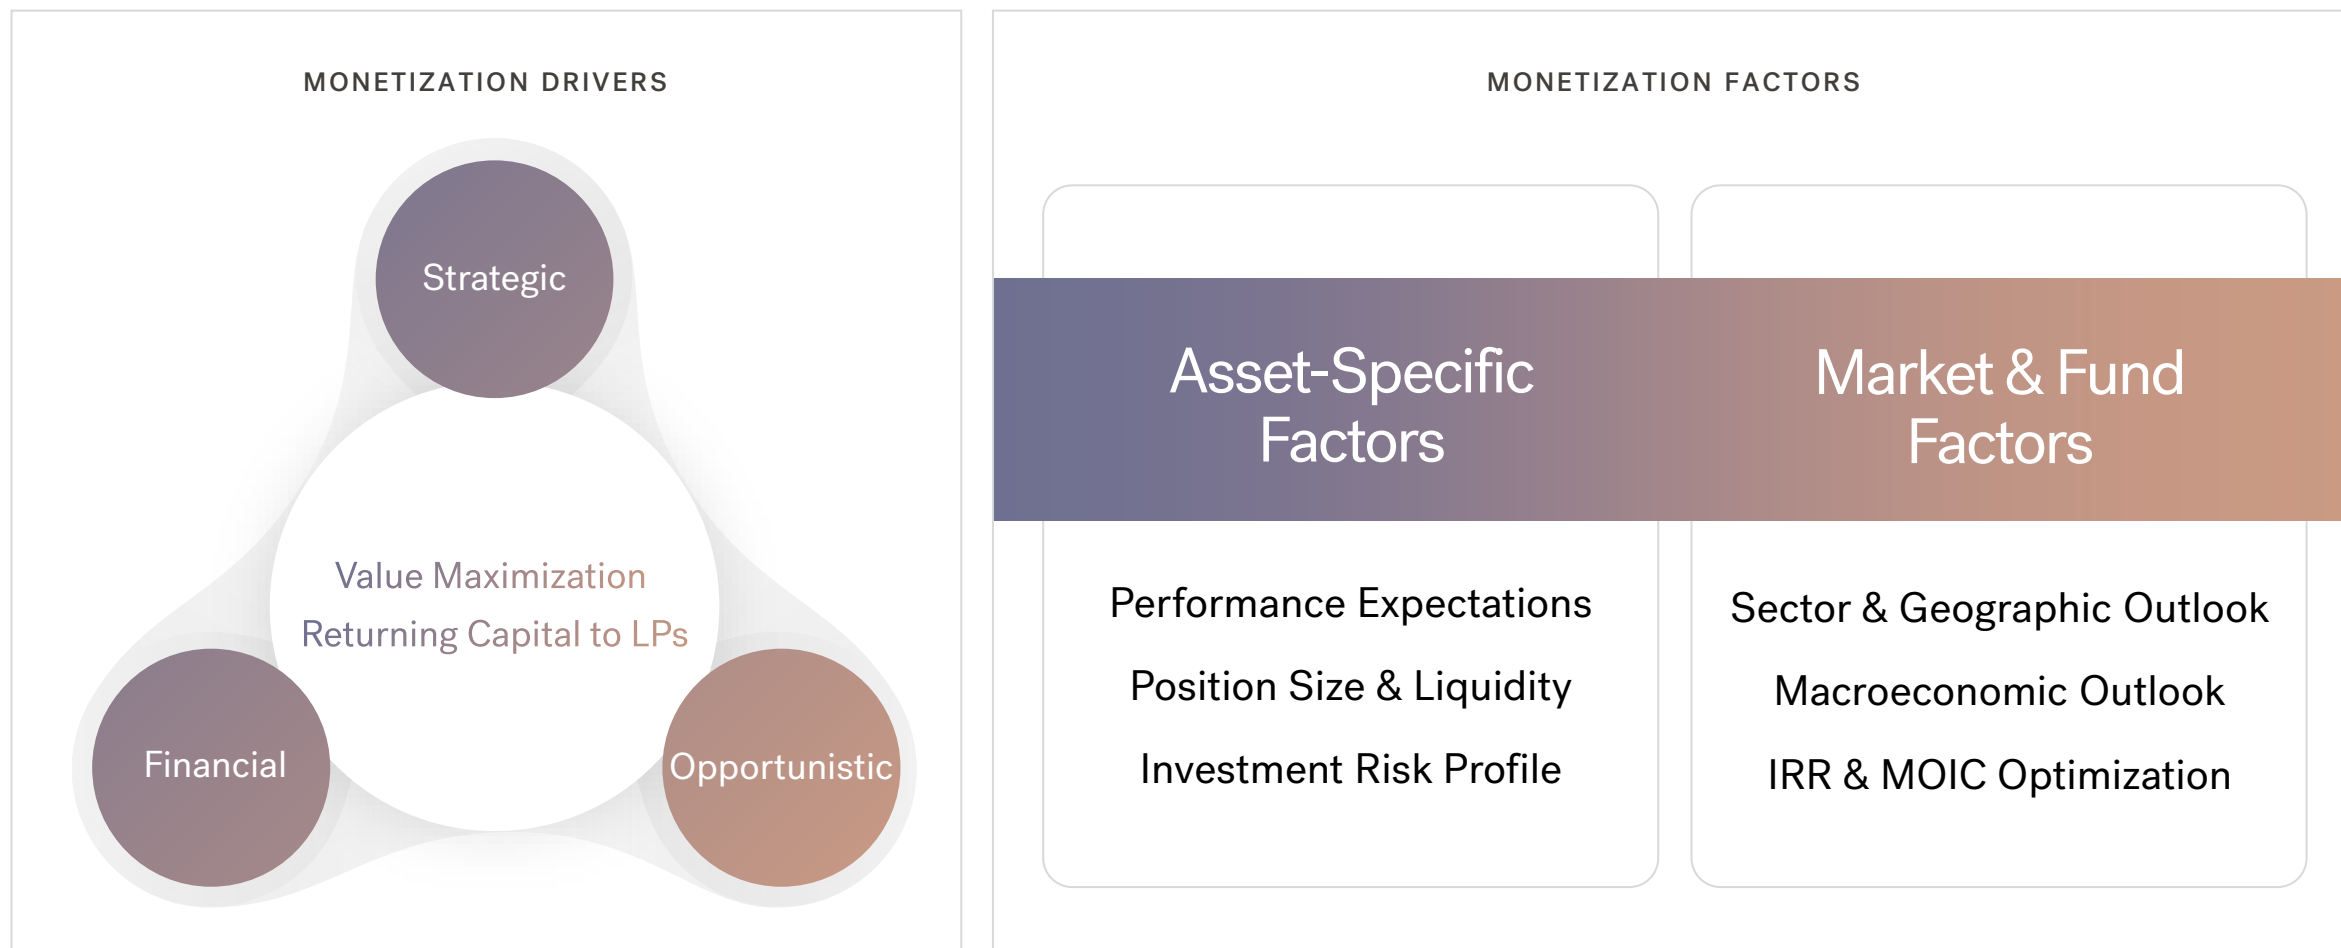 MONETIZATION DRIVERS
Strategic
Value Maximization
Returning Capital to LPs
Financial
Opportunistic
MONETIZATION FACTORS
Asset-Specific
Factors
Performance Expectations
Position Size & Liquidity
Investment Risk Profile
Market & Fund
Factors
Sector & Geographic Outlook
Macroeconomic Outlook
IRR & MOIC Optimization